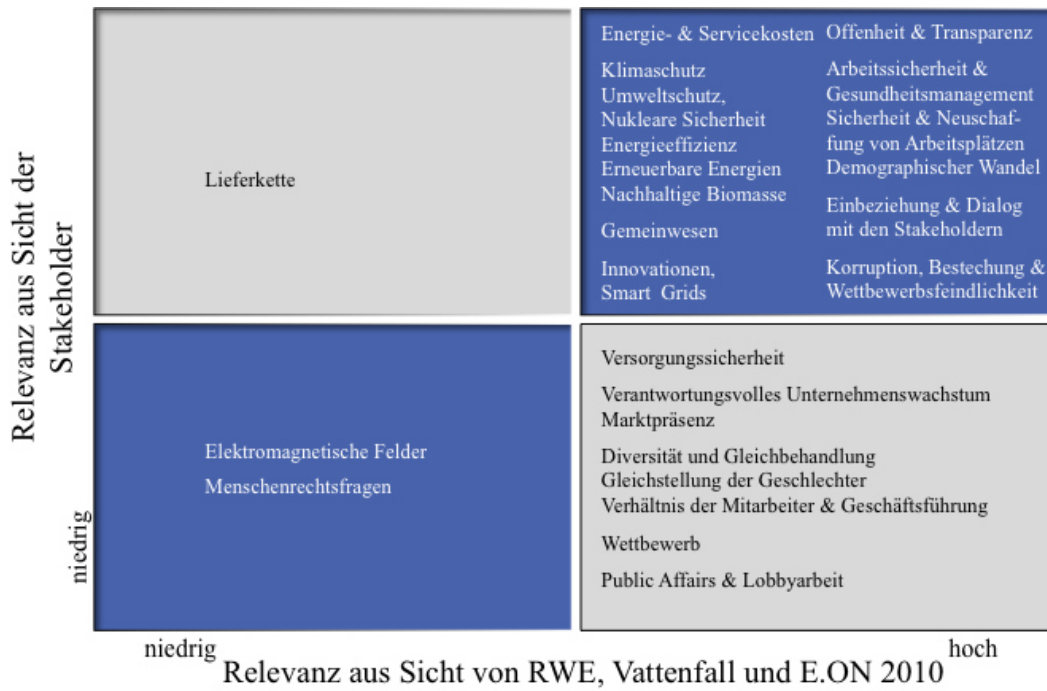 Relevanz aus Sicht der
Stakeholder
niedrig
Lieferkette
Energie- & Servicekosten
Klimaschutz
Umweltschutz,
Nukleare Sicherheit
Energieeffizienz
Erneuerbare Energien
Nachhaltige Biomasse
Gemeinwesen
Innovationen,
Smart Grids
Offenheit & Transparenz
Arbeitssicherheit &
Gesundheitsmanagement
Sicherheit & Neuschaf-
fung von Arbeitsplätzen
Demographischer Wandel
Einbeziehung & Dialog
mit den Stakeholdern
Korruption, Bestechung &
Wettbewerbsfeindlichkeit
Elektromagnetische Felder
Menschenrechtsfragen
Versorgungssicherheit
Verantwortungsvolles Unternehmenswachstum
Marktpräsenz
Diversität und Gleichbehandlung
Gleichstellung der Geschlechter
Verhältnis der Mitarbeiter & Geschäftsführung
Wettbewerb
Public Affairs & Lobbyarbeit
niedrig
hoch
Relevanz aus Sicht von RWE, Vattenfall und E.ON 2010